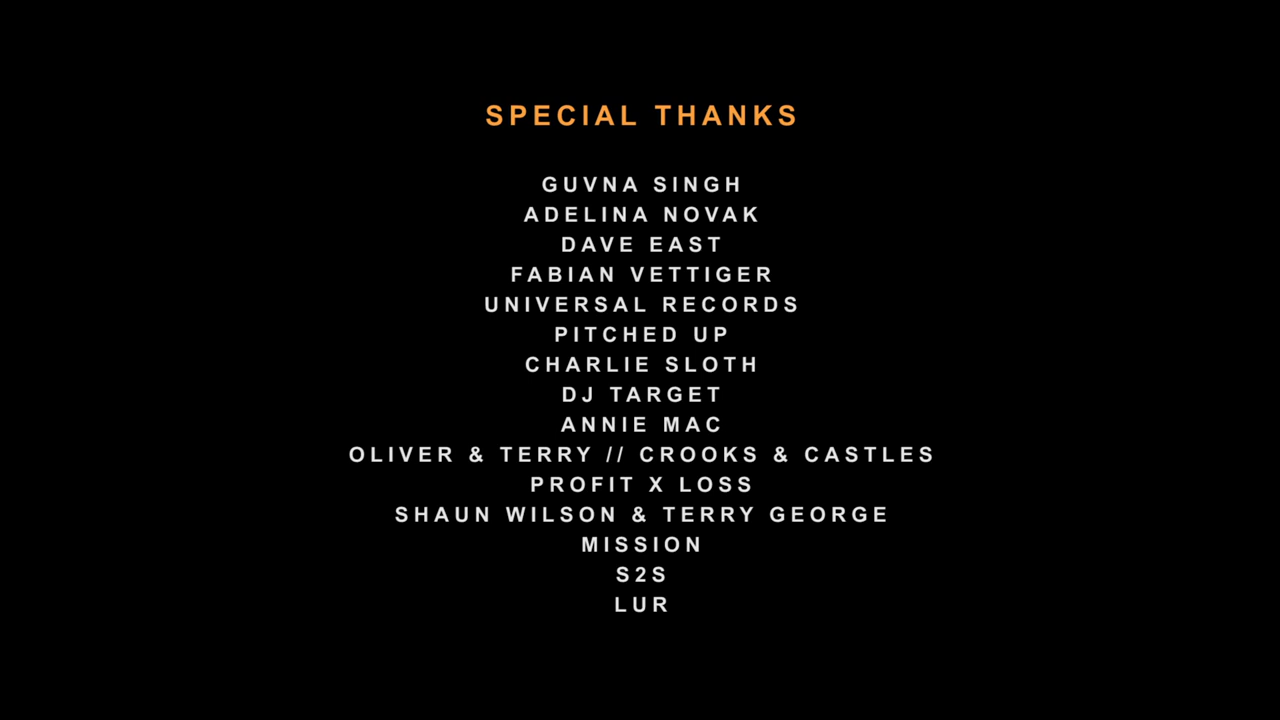 SPECIAL THANKS
GUVNA SINGH
ADELINA NOVAK
DAVE EAST
FABIAN VETTIGER
UNIVERSAL RECORDS
PITCHED UP
CHARLIE SLOTH
DJ TARGET
ANNIE MAC
OLIVER & TERRY // CROOKS & CASTLES
PROFIT X LOSS
SHAUN WILSON & TERRY GEORGE
MISSION
S2S
LUR